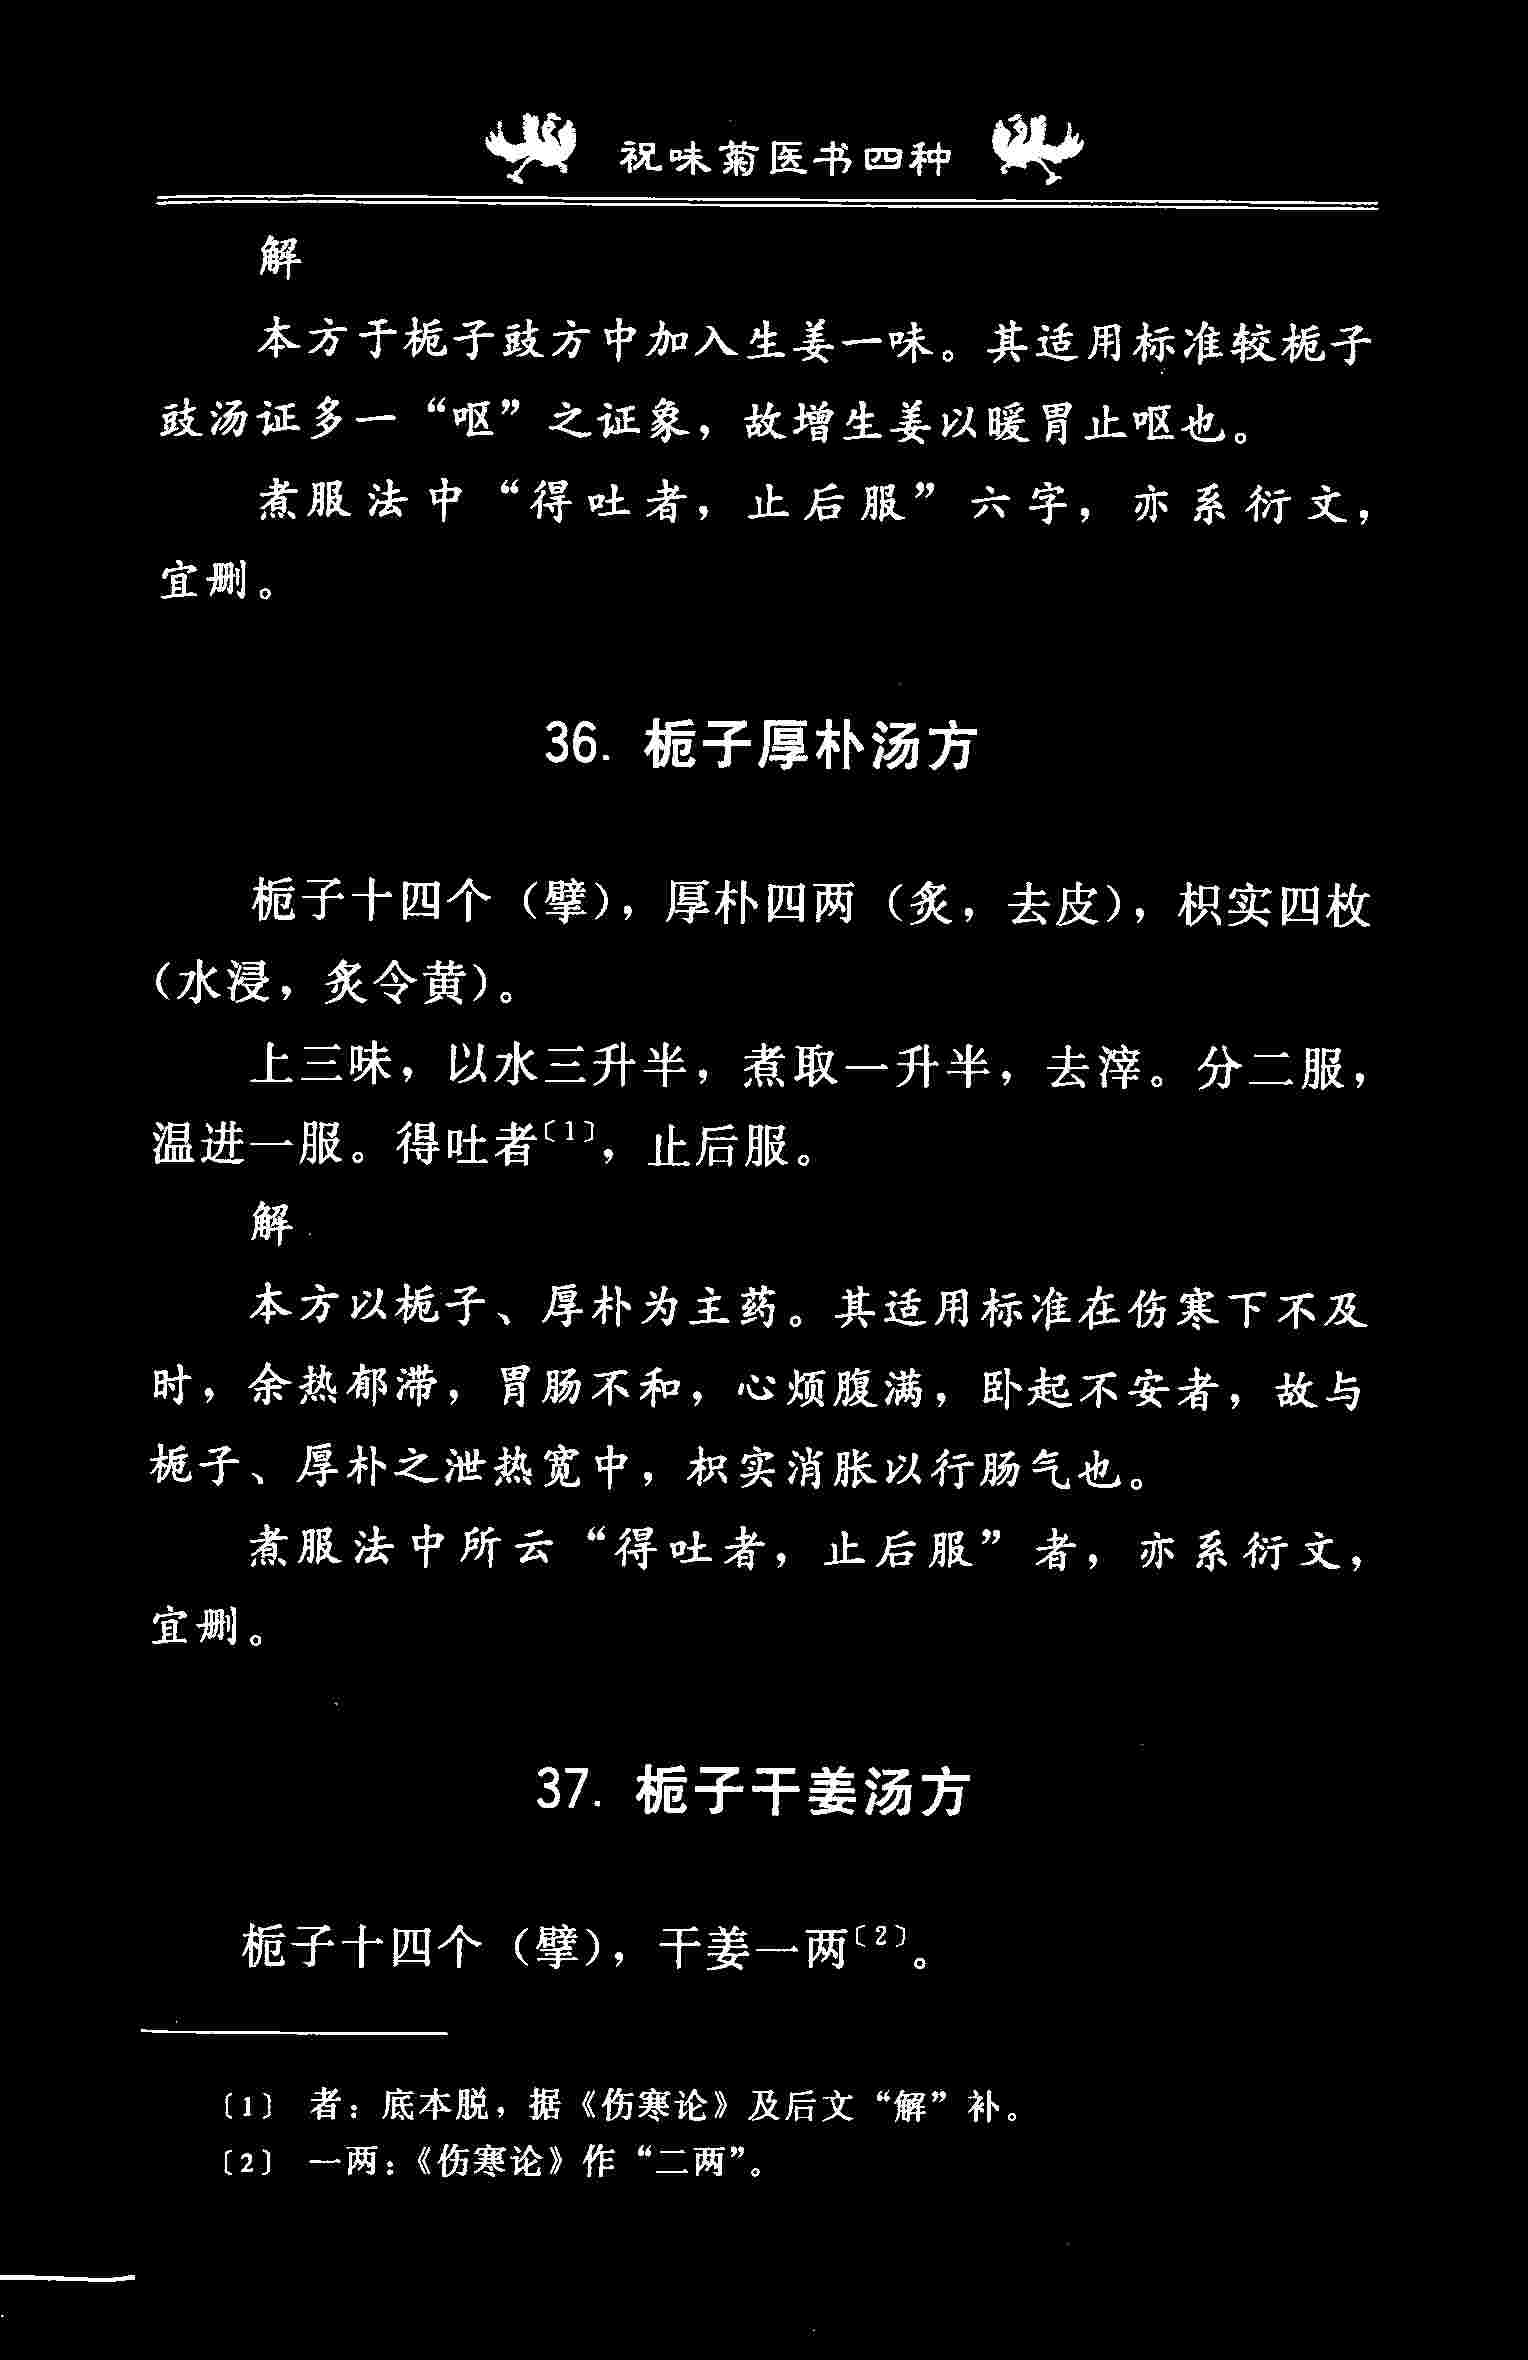 祝味菊医书四种
解
本方于栀子豉方中加入生姜一味。其适用标准较栀子
豉汤证多一“呕”之证象，故增生姜以暖胃止呕也。
煮服法中“得吐者，止后服”六字，亦系衍文，
宜删。
36. 栀子厚朴汤方
栀子十四个（擘），厚朴四两（炙，去皮），枳实四枚
（水浸，炙令黄）。
上三味，以水三升半，煮取一升半，去滓。分二服，
温进一服。得吐者〔1〕，止后服。
解
本方以栀子、厚朴为主药。其适用标准在伤寒下不及
时，余热郁滞，胃肠不和，心烦腹满，卧起不安者，故与
栀子、厚朴之泄热宽中，枳实消胀以行肠气也。
煮服法中所云“得吐者，止后服”者，亦系衍文，
宜删。
37. 栀子干姜汤方
栀子十四个（擘），干姜一两〔2〕。
〔1〕 者：底本脱，据《伤寒论》及后文“解”补。
〔2〕 一两：《伤寒论》作“二两”。